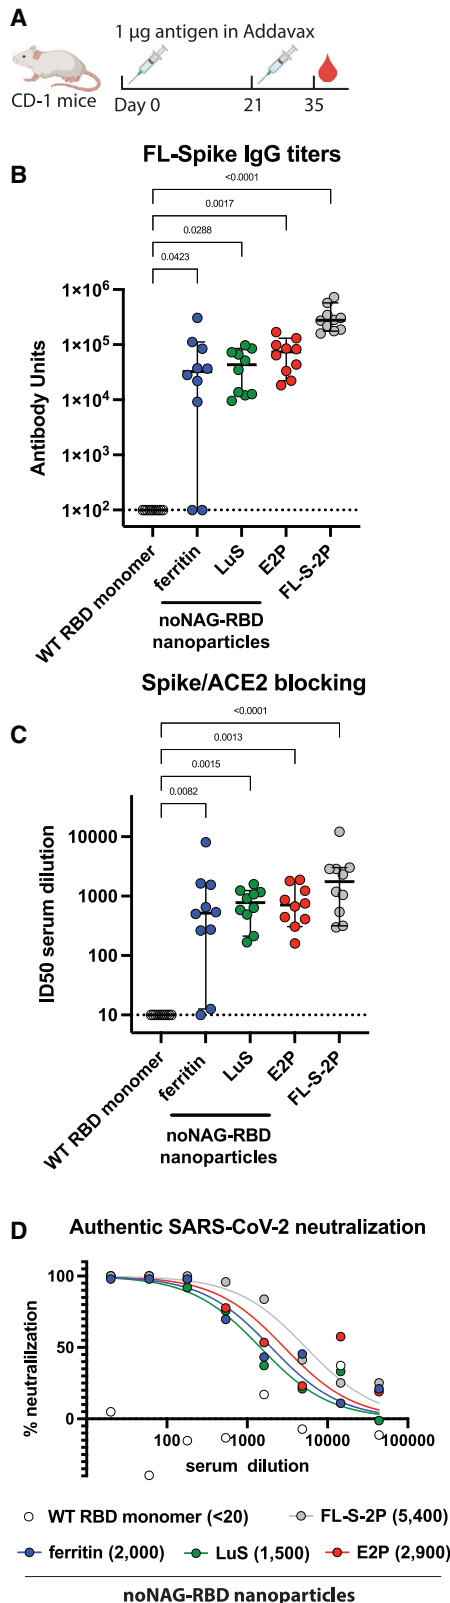 A
1 µg antigen in Addavax
CD-1 mice
Day 0
21
35
B
FL-Spike IgG titers
<0.0001
0.0017
0.0288
0.0423
Antibody Units
1×10⁶
1×10⁵
1×10⁴
1×10³
1×10²
WT RBD monomer
ferritin
LuS
E2P
FL-S-2P
noNAG-RBD
nanoparticles
Spike/ACE2 blocking
C
<0.0001
0.0013
0.0015
0.0082
ID50 serum dilution
10000
1000
100
10
WT RBD monomer
ferritin
LuS
E2P
FL-S-2P
noNAG-RBD
nanoparticles
D
Authentic SARS-CoV-2 neutralization
% neutralilzation
100
50
0
100
1000
10000
100000
serum dilution
WT RBD monomer (<20)
FL-S-2P (5,400)
ferritin (2,000)
LuS (1,500)
E2P (2,900)
noNAG-RBD nanoparticles